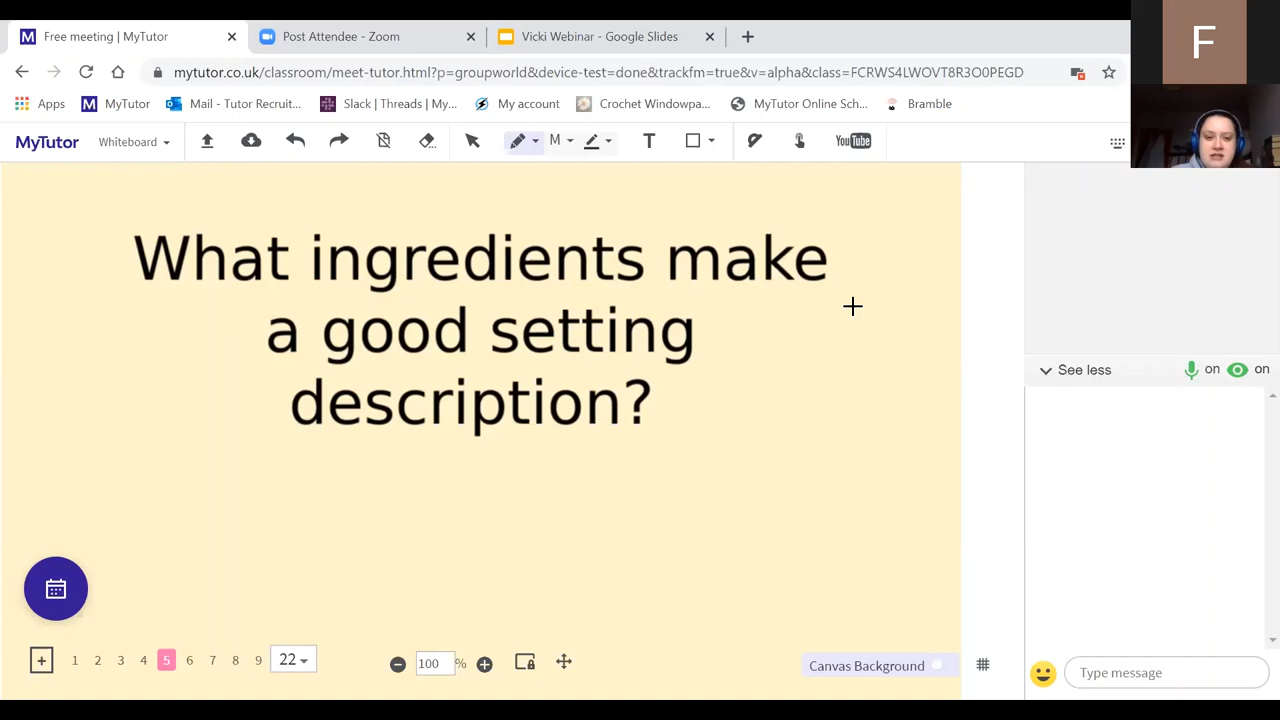 Free meeting | MyTutor
Post Attendee - Zoom
Vicki Webinar - Google Slides
F
mytutor.co.uk/classroom/meet-tutor.html?p=groupworld&device-test=done&trackfm=true&v=alpha&class=FCRWS4LWOVT8R3O0PEGD
Apps
MyTutor
Mail - Tutor Recruit...
Slack | Threads | My...
My account
Crochet Windowpa...
MyTutor Online Sch...
Bramble
MyTutor
Whiteboard
M
T
YouTube
What ingredients make
a good setting
description?
See less
on
on
+ 1 2 3 4 5 6 7 8 9 22
100 %
Canvas Background
Type message